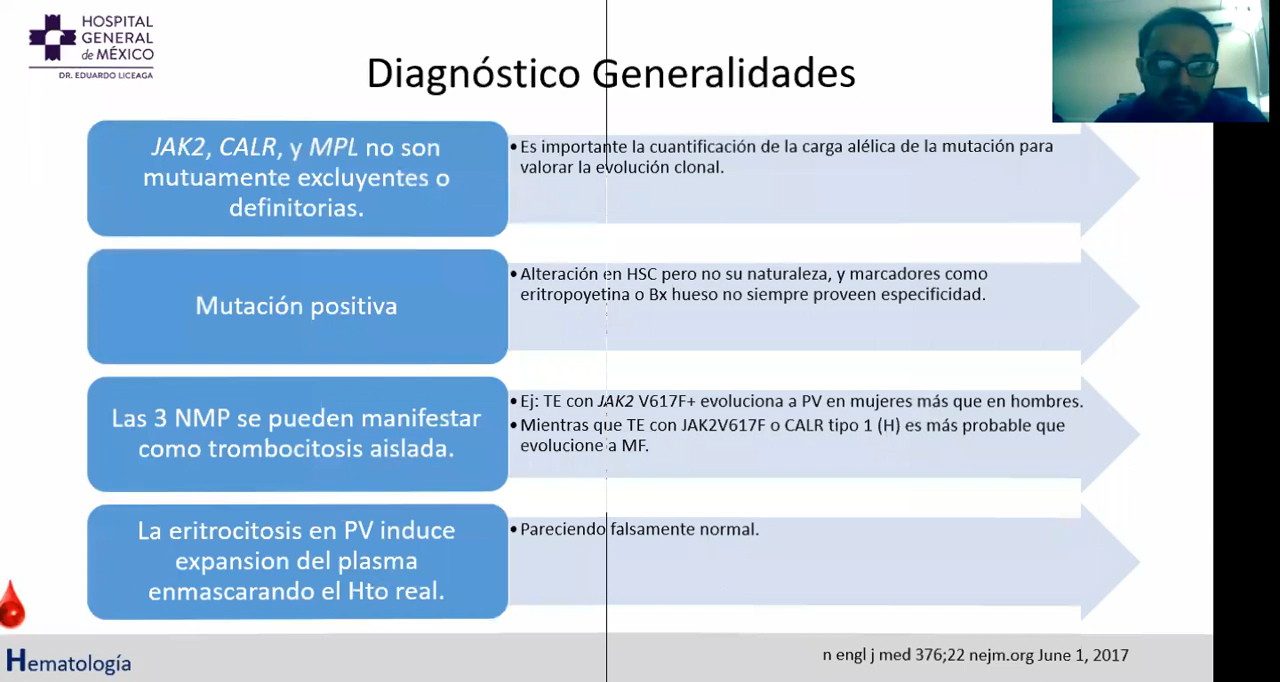 HOSPITAL
GENERAL
de MÉXICO
DR. EDUARDO LICEAGA
Diagnóstico Generalidades
JAK2, CALR, y MPL no son
mutuamente excluyentes o
definitorias.
• Es importante la cuantificación de la carga alélica de la mutación para
valorar la evolución clonal.
Mutación positiva
• Alteración en HSC pero no su naturaleza, y marcadores como
eritropoyetina o Bx hueso no siempre proveen especificidad.
Las 3 NMP se pueden manifestar
como trombocitosis aislada.
• Ej: TE con JAK2 V617F+ evoluciona a PV en mujeres más que en hombres.
• Mientras que TE con JAK2V617F o CALR tipo 1 (H) es más probable que
evolucione a MF.
La eritrocitosis en PV induce
expansion del plasma
enmascarando el Hto real.
• Pareciendo falsamente normal.
Hematología
n engl j med 376;22 nejm.org June 1, 2017